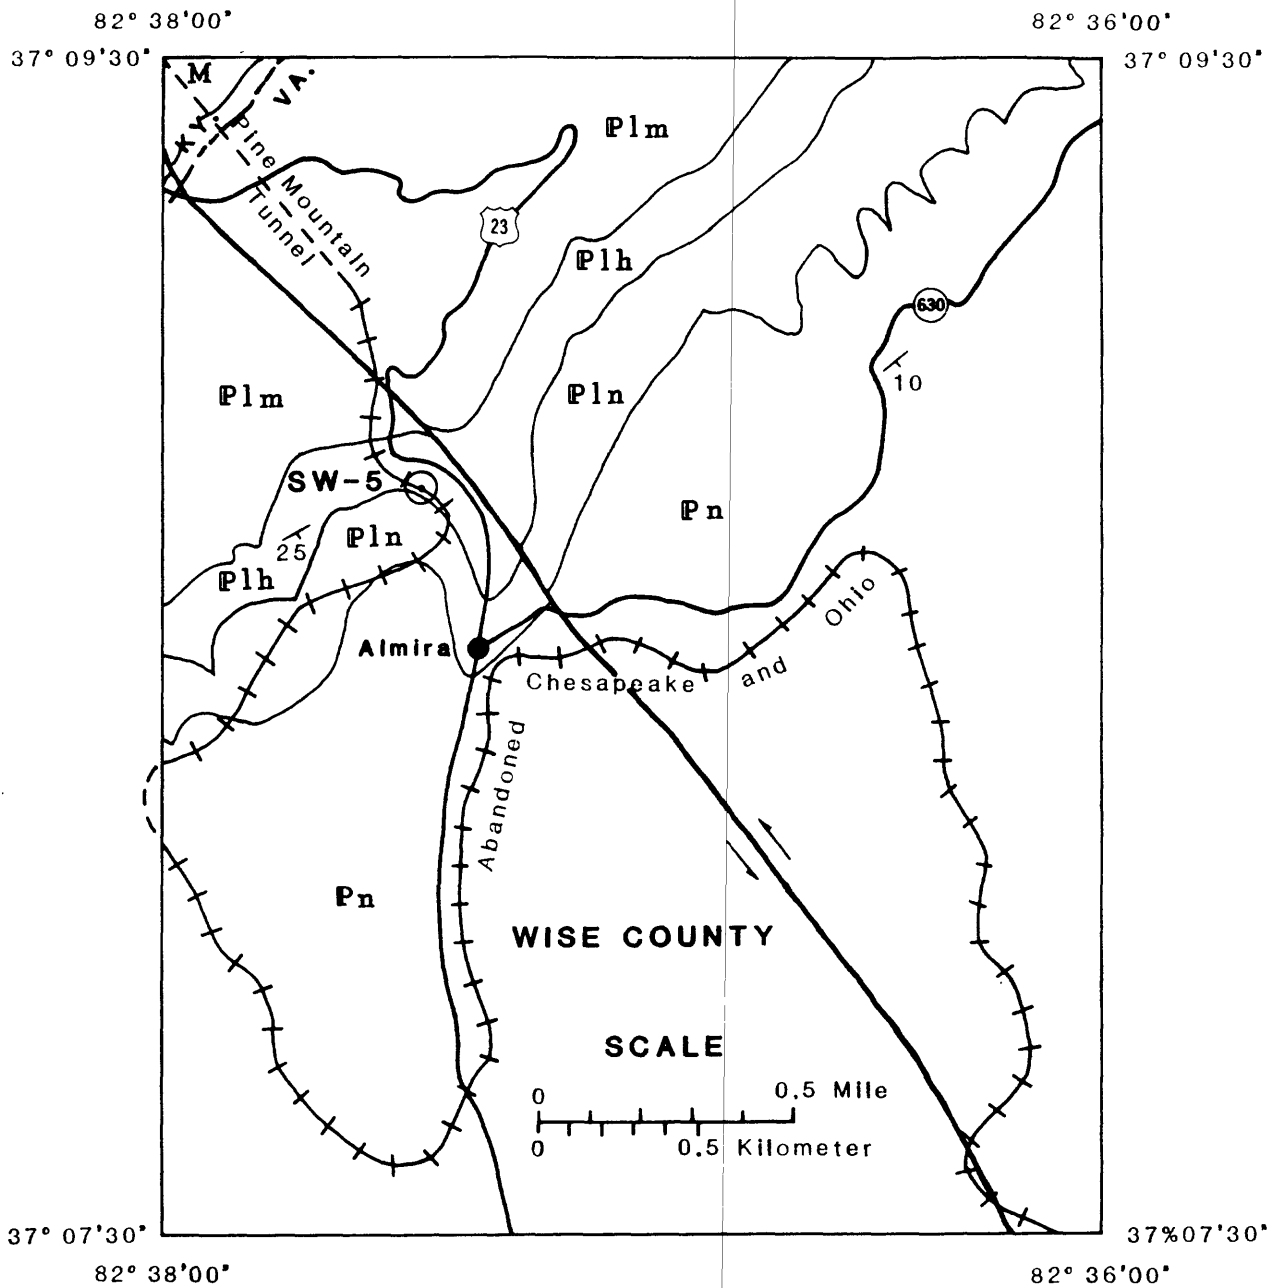 82° 38'00"
82° 36'00"
37° 09'30"
37° 09'30"
M
VA.
KY.
Pine Mountain
Tunnel
ℙlm
23
ℙlh
630
10
ℙlm
ℙln
SW-5
ℙn
25
ℙln
ℙlh
Almira
Ohio
and
Chesapeake
Abandoned
ℙn
WISE COUNTY
SCALE
0
0.5 Mile
0
0.5 Kilometer
37° 07'30"
37%07'30"
82° 38'00"
82° 36'00"